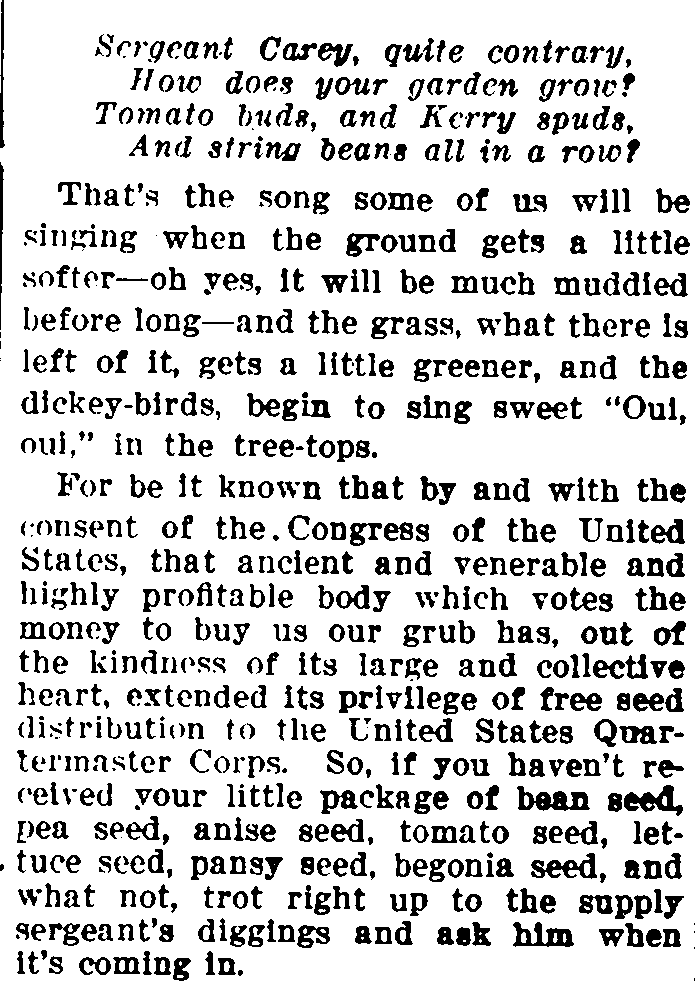 Sergeant Carey, quite contrary,
How does your garden grow?
Tomato buds, and Kerry spuds,
And string beans all in a row?
That's the song some of us will be
singing when the ground gets a little
softer—oh yes, it will be much muddied
before long—and the grass, what there is
left of it, gets a little greener, and the
dickey-birds, begin to sing sweet "Oui,
oui," in the tree-tops.
For be it known that by and with the
consent of the.Congress of the United
States, that ancient and venerable and
highly profitable body which votes the
money to buy us our grub has, out of
the kindness of its large and collective
heart, extended its privilege of free seed
distribution to the United States Quar-
termaster Corps. So, if you haven't re-
ceived your little package of bean seed,
pea seed, anise seed, tomato seed, let-
tuce seed, pansy seed, begonia seed, and
what not, trot right up to the supply
sergeant's diggings and ask him when
it's coming in.